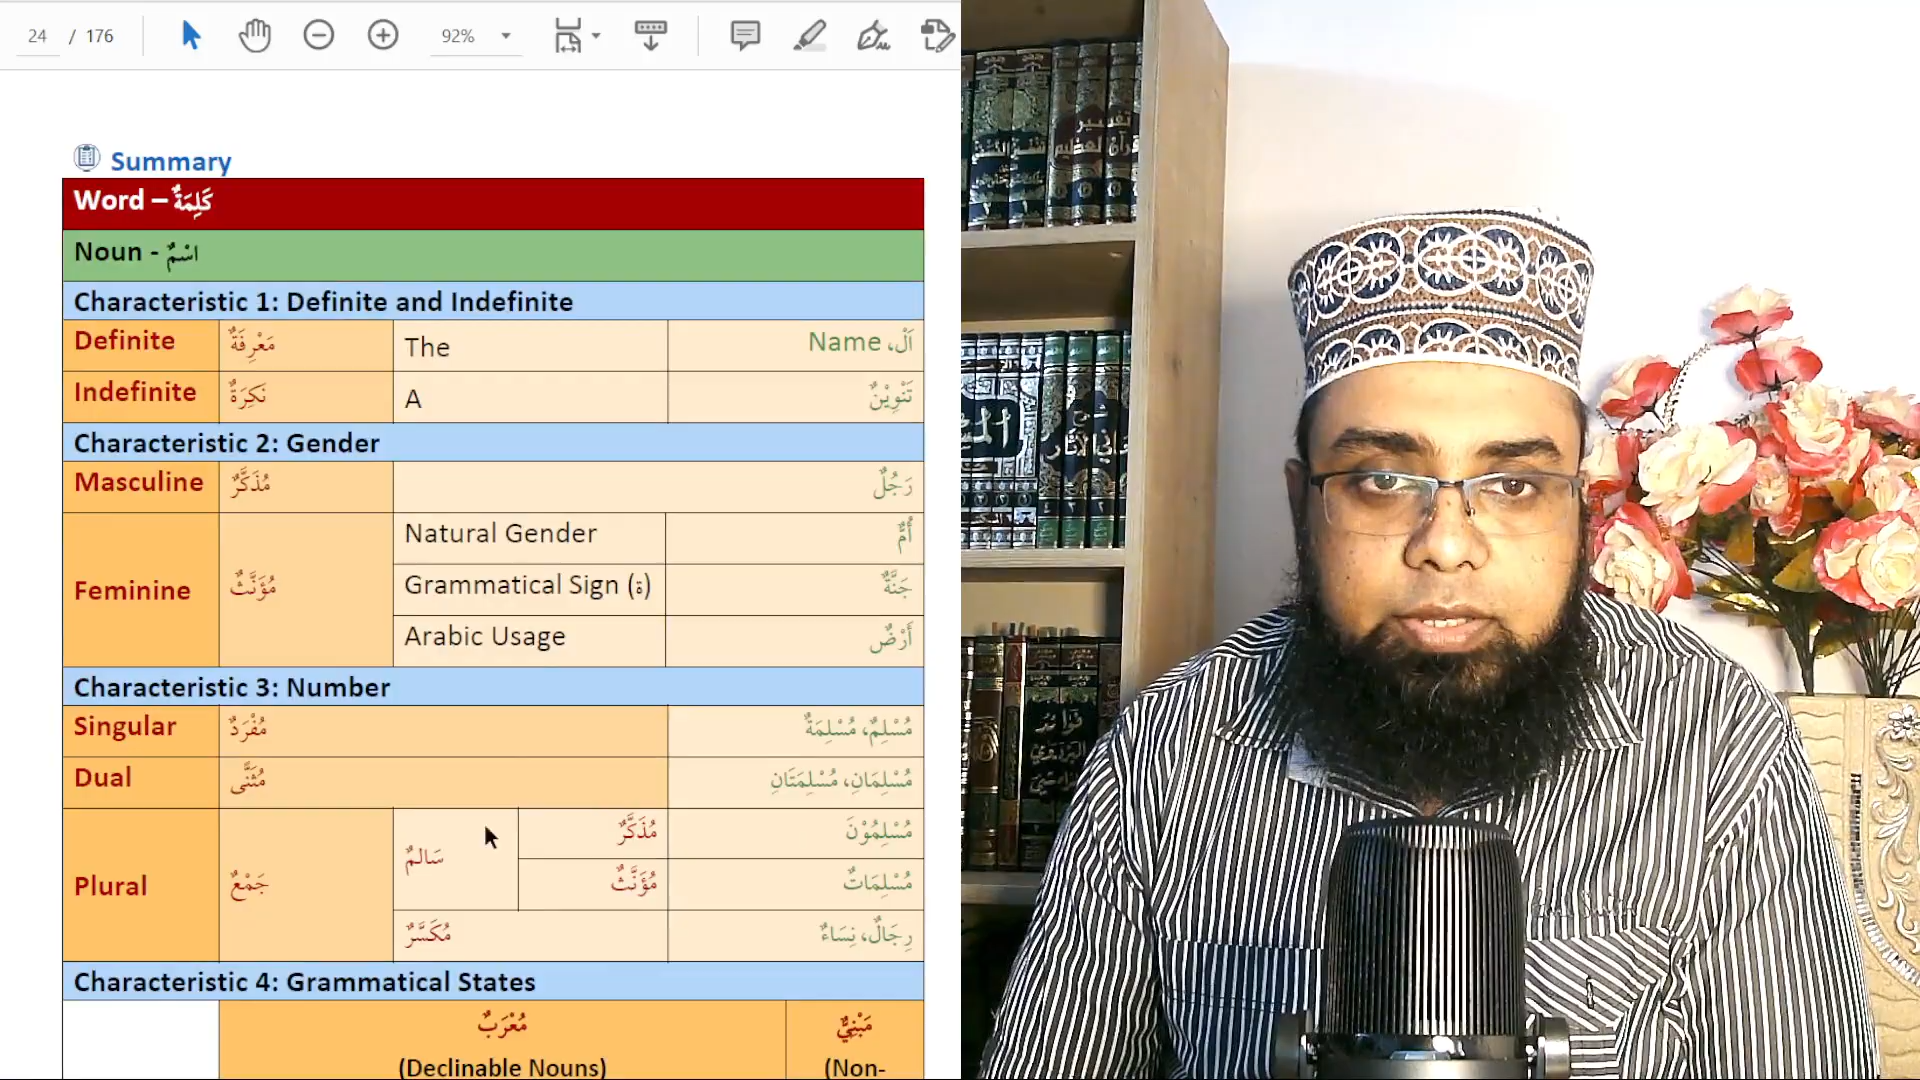 24 / 176
92%
Summary
Word – كَلِمَةٌ
Noun - اسْمٌ
Characteristic 1: Definite and Indefinite
Definite مَعْرِفَةٌ The اَلْ، Name
Indefinite نَكِرَةٌ A تَنْوِيْنٌ
Characteristic 2: Gender
Masculine مُذَكَّرٌ رَجُلٌ
Feminine مُؤَنَّثٌ
Natural Gender أُمٌّ
Grammatical Sign (ة) جَنَّةٌ
Arabic Usage أَرْضٌ
Characteristic 3: Number
Singular مُفْرَدٌ مُسْلِمٌ، مُسْلِمَةٌ
Dual مُثَنًّى مُسْلِمَانِ، مُسْلِمَتَانِ
Plural جَمْعٌ
سَالمٌ
مُذَكَّرٌ مُسْلِمُوْنَ
مُؤَنَّثٌ مُسْلِمَاتٌ
مُكَسَّرٌ رِجَالٌ، نِسَاءٌ
Characteristic 4: Grammatical States
مُعْرَبٌ مَبْنِيٌّ
(Declinable Nouns) (Non-